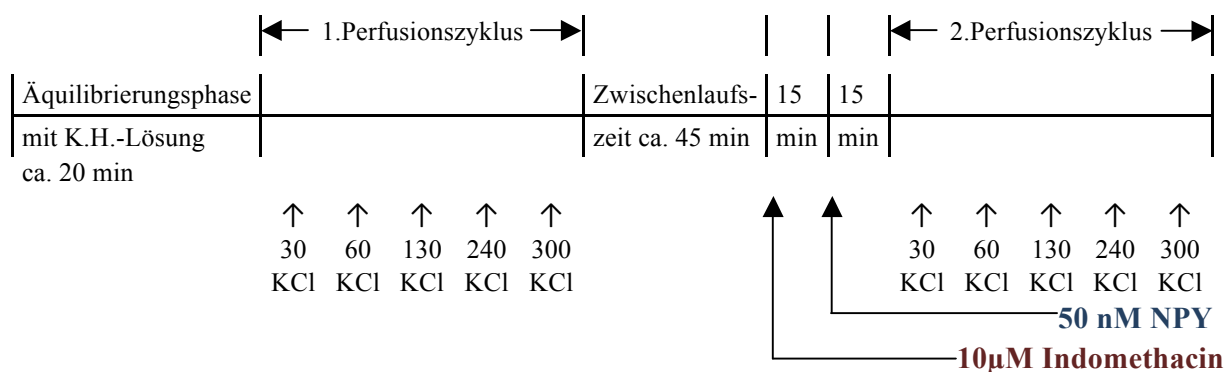 1.Perfusionszyklus
2.Perfusionszyklus
Äquilibrierungsphase
Zwischenlaufs-
15
15
mit K.H.-Lösung
zeit ca. 45 min
min
min
ca. 20 min
↑ ↑ ↑ ↑ ↑
↑ ↑ ↑ ↑ ↑
30 60 130 240 300
30 60 130 240 300
KCl KCl KCl KCl KCl
KCl KCl KCl KCl KCl
50 nM NPY
10µM Indomethacin